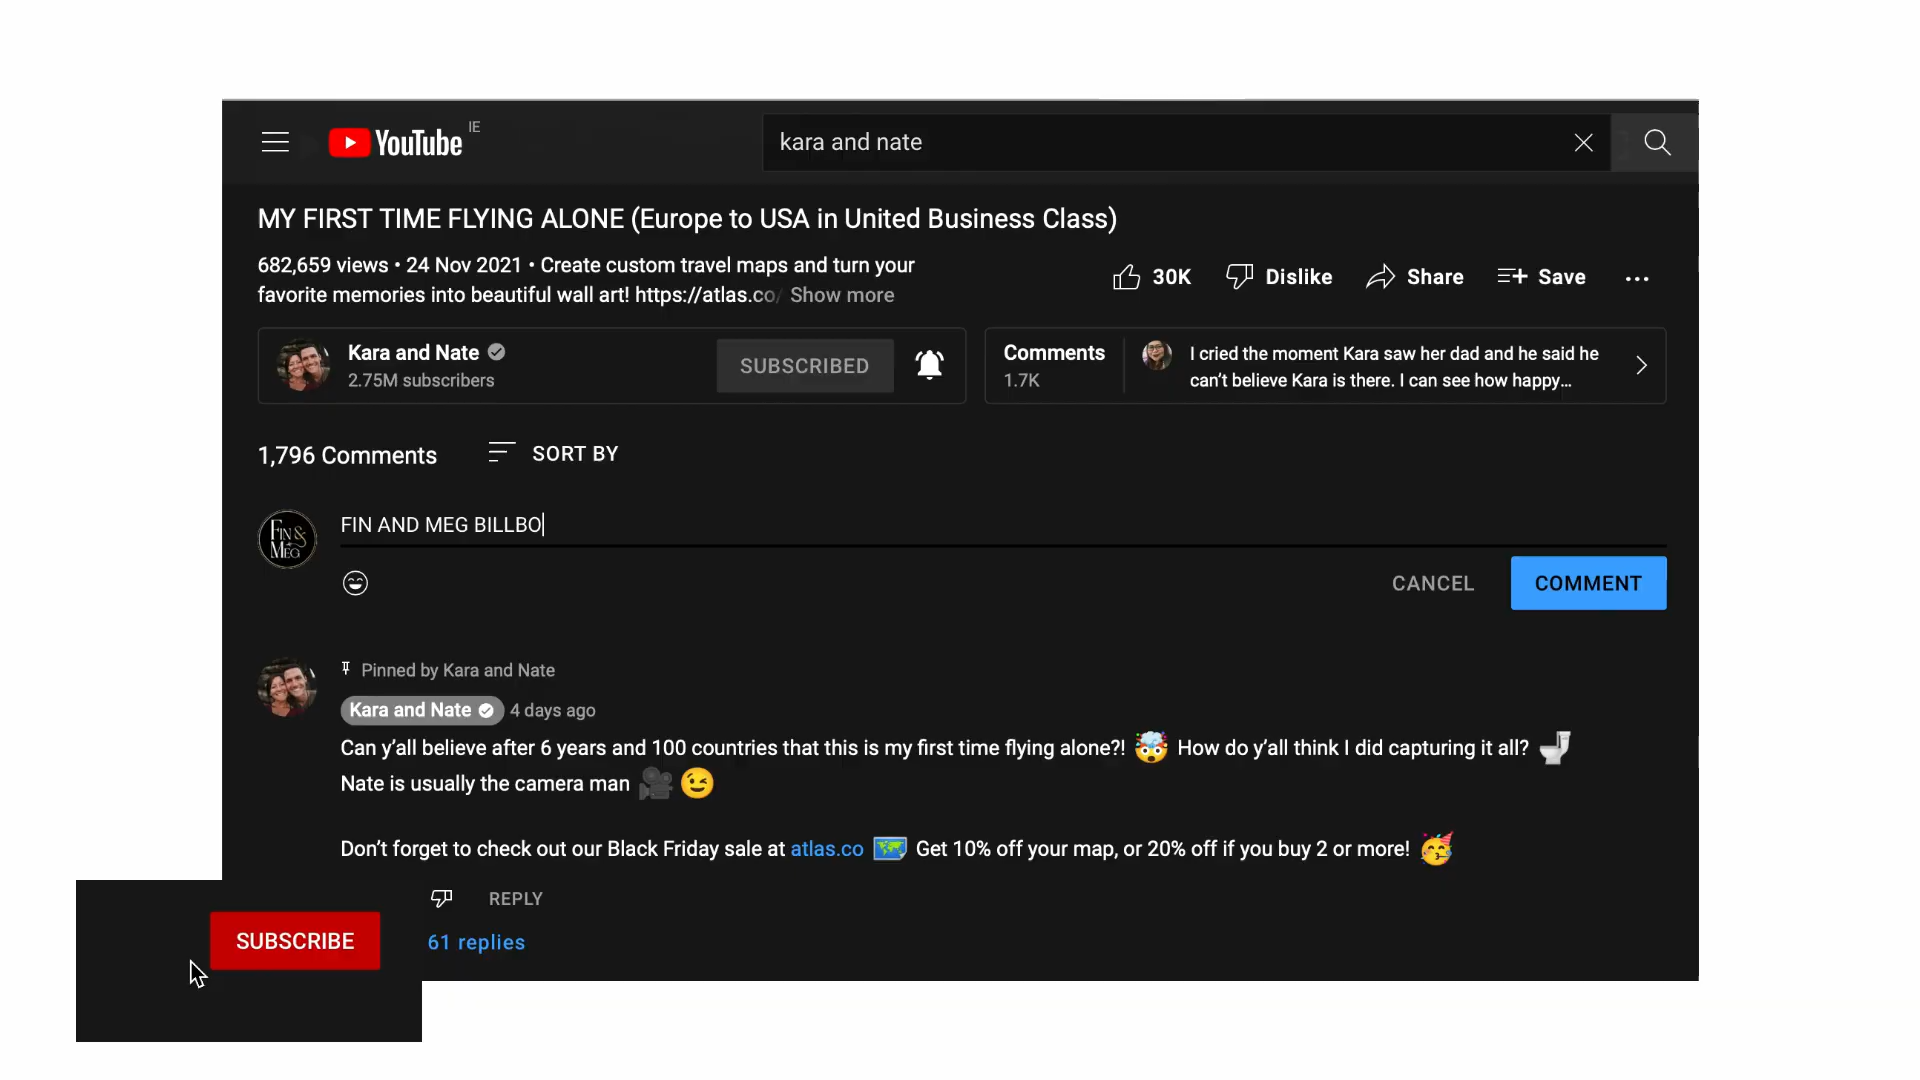 YouTube IE
kara and nate
MY FIRST TIME FLYING ALONE (Europe to USA in United Business Class)
682,659 views • 24 Nov 2021 • Create custom travel maps and turn your
favorite memories into beautiful wall art! https://atlas.co/ Show more
30K Dislike Share Save
Kara and Nate
2.75M subscribers
SUBSCRIBED
Comments
1.7K
I cried the moment Kara saw her dad and he said he
can't believe Kara is there. I can see how happy...
1,796 Comments SORT BY
FIN & MEG
FIN AND MEG BILLBO
CANCEL COMMENT
Pinned by Kara and Nate
Kara and Nate 4 days ago
Can y'all believe after 6 years and 100 countries that this is my first time flying alone?! 🤯 How do y'all think I did capturing it all? 🚽
Nate is usually the camera man 🎥 😉
Don't forget to check out our Black Friday sale at atlas.co 🗺️ Get 10% off your map, or 20% off if you buy 2 or more! 🥳
REPLY
61 replies
SUBSCRIBE